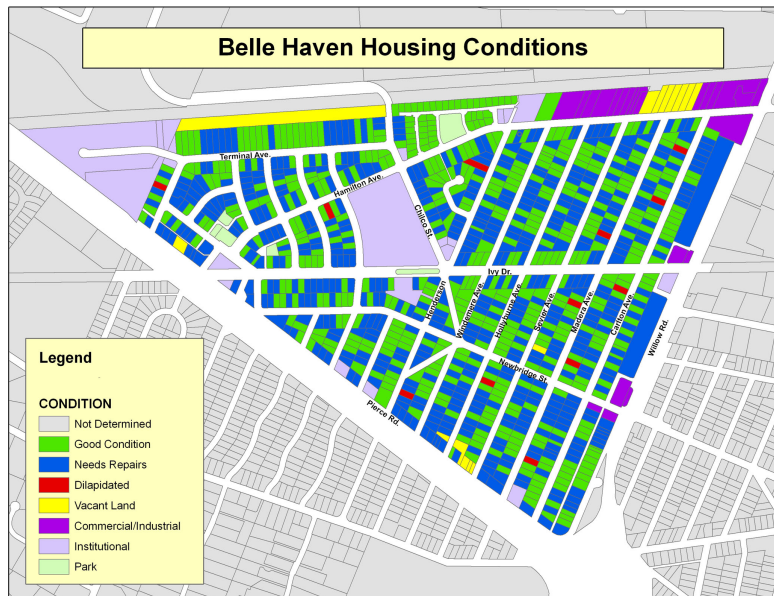 Belle Haven Housing Conditions
Terminal Ave.
Hamilton Ave.
Chilco St.
Ivy Dr.
Henderson
Windermere Ave.
Hollyburne Ave.
Sevier Ave.
Madera Ave.
Carlton Ave.
Willow Rd.
Newbridge St.
Pierce Rd.
Legend
CONDITION
Not Determined
Good Condition
Needs Repairs
Dilapidated
Vacant Land
Commercial/Industrial
Institutional
Park